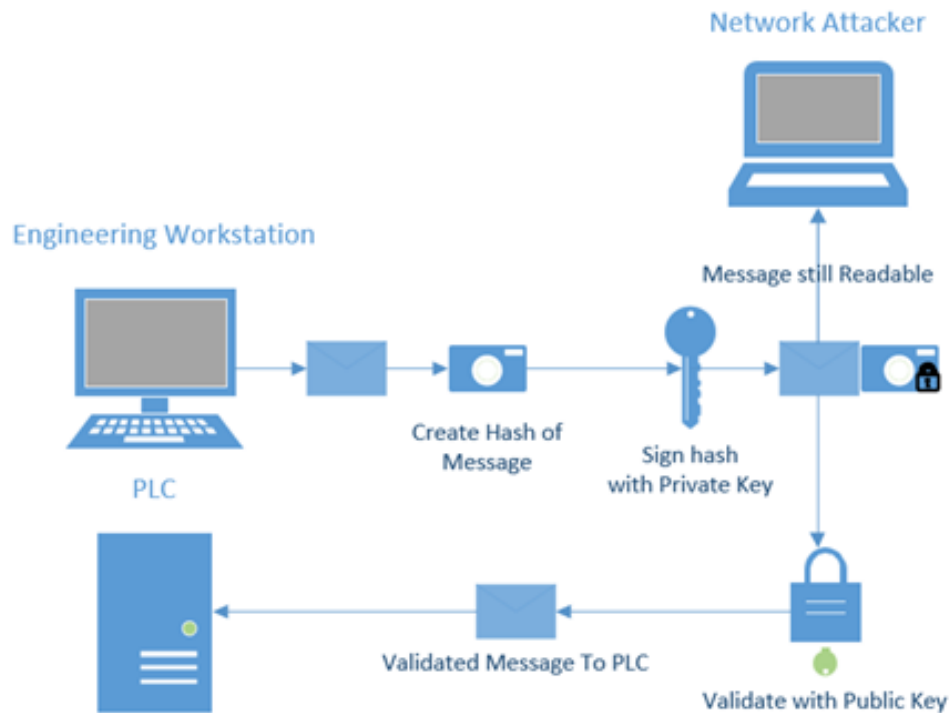 Network Attacker
Engineering Workstation
Message still Readable
Create Hash of
Message
Sign hash
with Private Key
PLC
Validated Message To PLC
Validate with Public Key